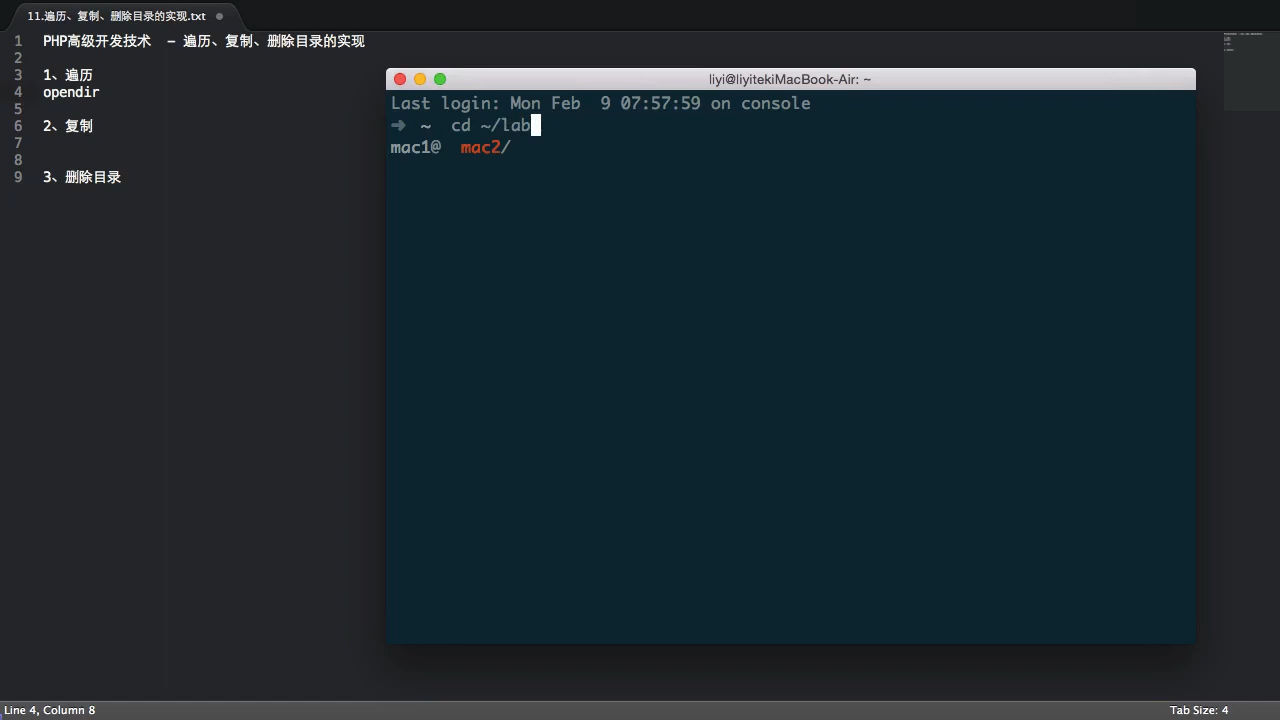 11.遍历、复制、删除目录的实现.txt
1 PHP高级开发技术 - 遍历、复制、删除目录的实现
2
3 1、遍历
4 opendir
5
6 2、复制
7
8
9 3、删除目录
liyi@liyitekiMacBook-Air: ~
Last login: Mon Feb 9 07:57:59 on console
➜ ~ cd ~/lab
mac1@ mac2/
Line 4, Column 8
Tab Size: 4